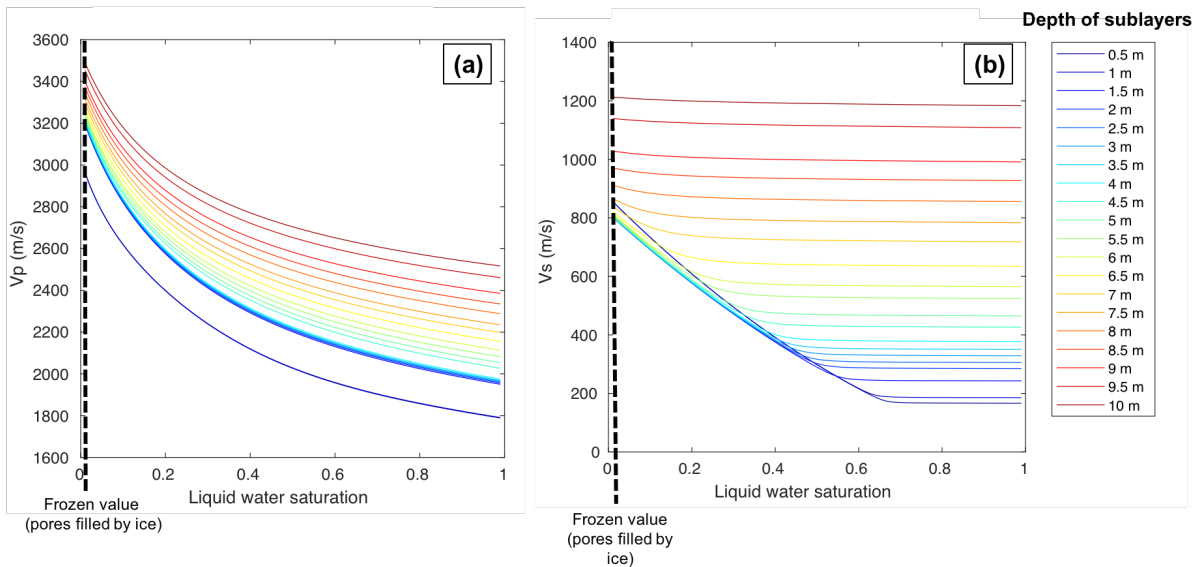 (a)
3600
3400
3200
3000
2800
2600
2400
2200
2000
1800
1600
Vp (m/s)
0
0.2
0.4
0.6
0.8
1
Liquid water saturation
Frozen value
(pores filled by ice)
(b)
1400
1200
1000
800
600
400
200
0
Vs (m/s)
0
0.2
0.4
0.6
0.8
1
Liquid water saturation
Frozen value
(pores filled by
ice)
Depth of sublayers
0.5 m
1 m
1.5 m
2 m
2.5 m
3 m
3.5 m
4 m
4.5 m
5 m
5.5 m
6 m
6.5 m
7 m
7.5 m
8 m
8.5 m
9 m
9.5 m
10 m